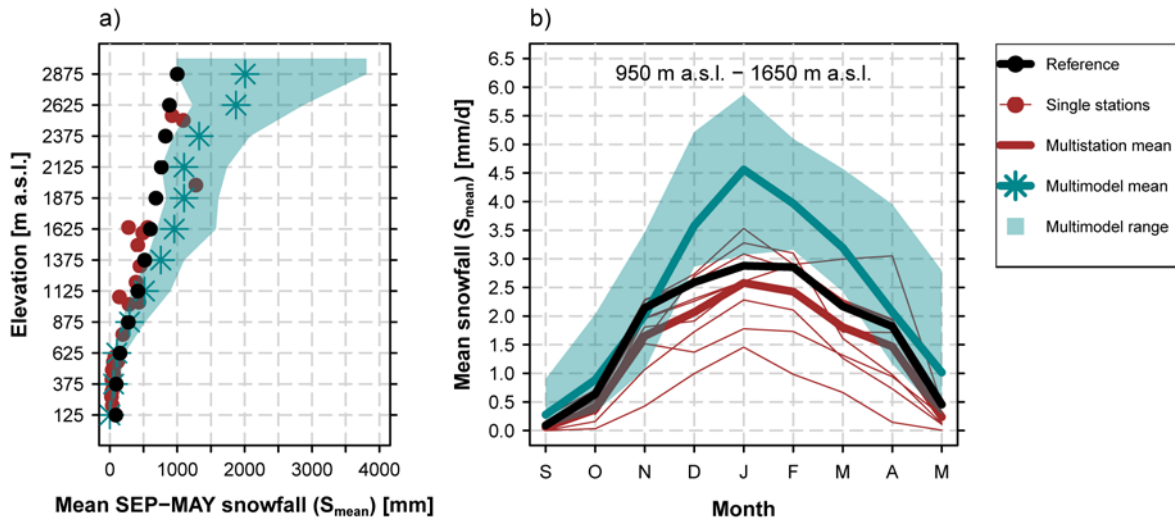 a)
Elevation [m a.s.l.]
2875
2625
2375
2125
1875
1625
1375
1125
875
625
375
125
0 1000 2000 3000 4000
Mean SEP−MAY snowfall (Smean) [mm]
b)
950 m a.s.l. − 1650 m a.s.l.
Mean snowfall (Smean) [mm/d]
6.5
6.0
5.5
5.0
4.5
4.0
3.5
3.0
2.5
2.0
1.5
1.0
0.5
0.0
S O N D J F M A M
Month
Reference
Single stations
Multistation mean
Multimodel mean
Multimodel range